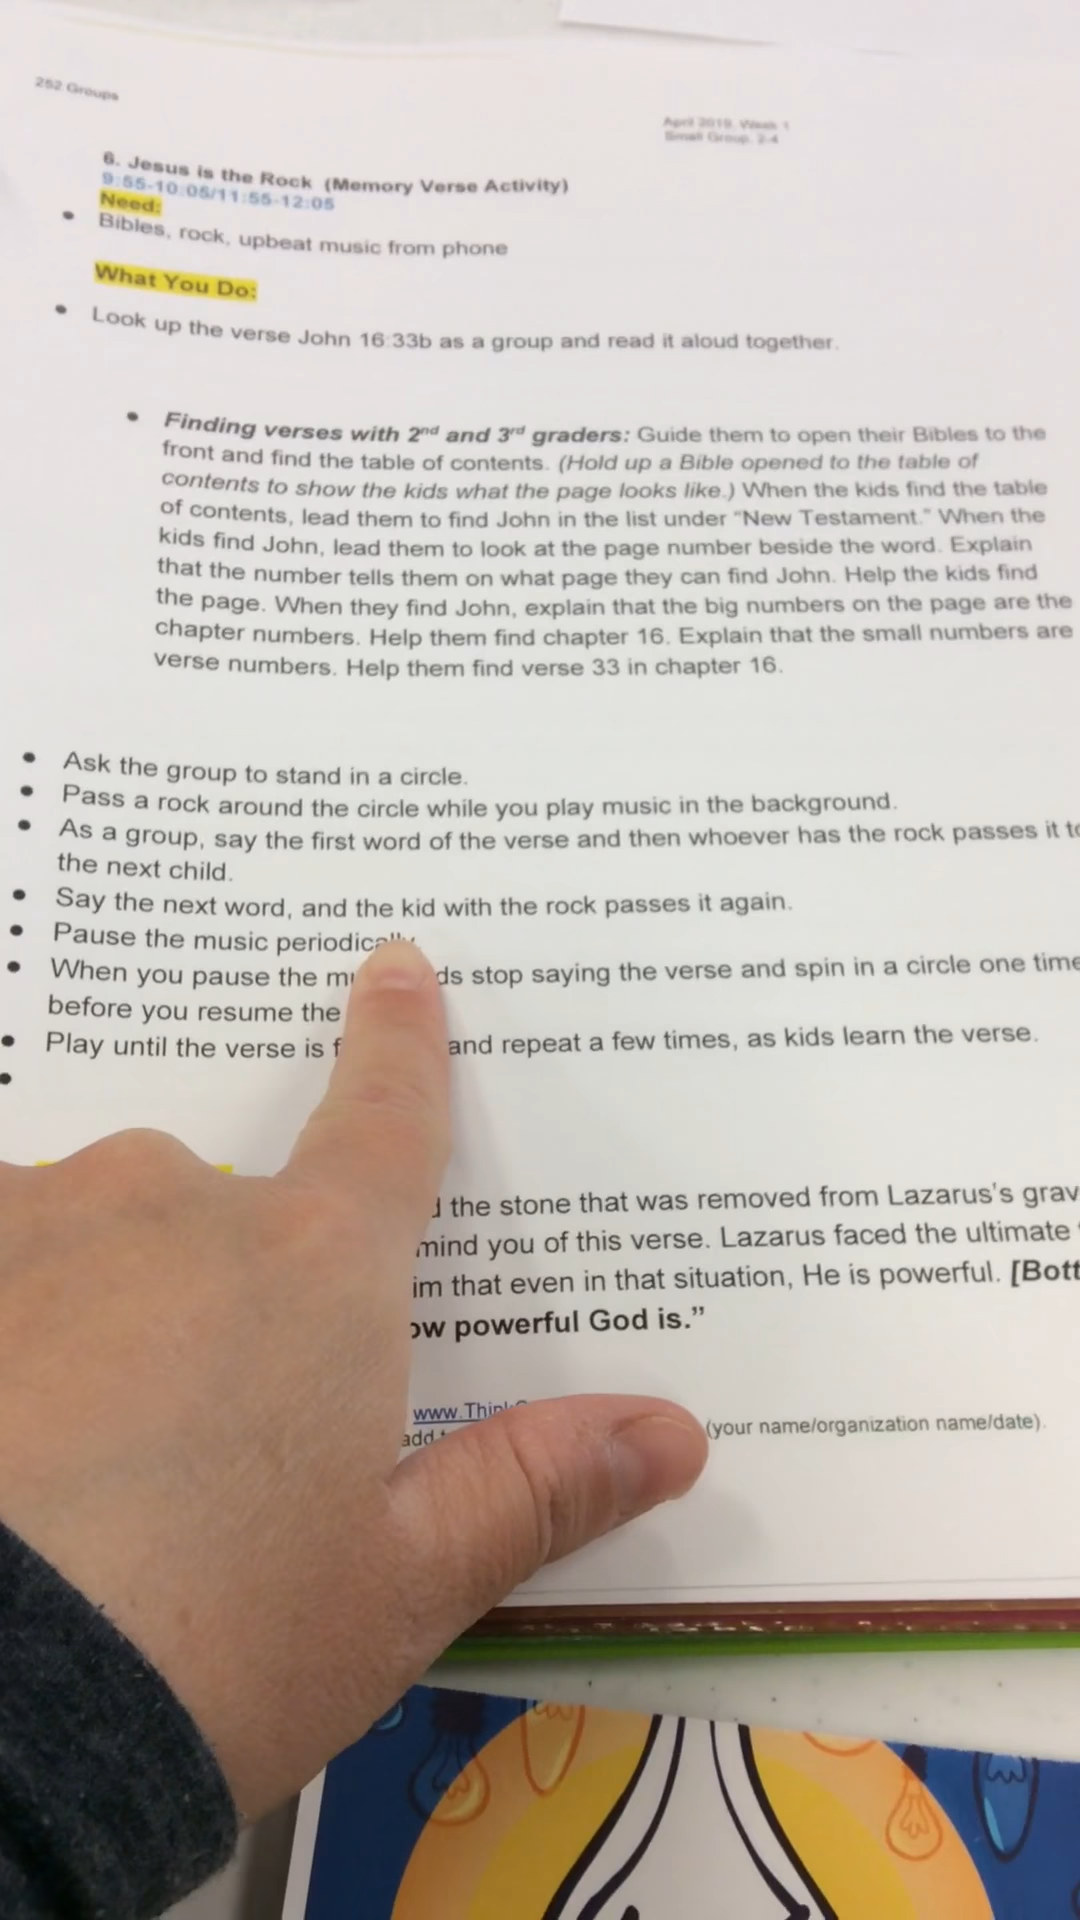 252 Groups
April 2019, Week 1
Small Group, 2-4
6. Jesus is the Rock (Memory Verse Activity)
9:55-10:05/11:55-12:05
Need:
• Bibles, rock, upbeat music from phone
What You Do:
• Look up the verse John 16:33b as a group and read it aloud together.
• Finding verses with 2nd and 3rd graders: Guide them to open their Bibles to the
front and find the table of contents. (Hold up a Bible opened to the table of
contents to show the kids what the page looks like.) When the kids find the table
of contents, lead them to find John in the list under “New Testament.” When the
kids find John, lead them to look at the page number beside the word. Explain
that the number tells them on what page they can find John. Help the kids find
the page. When they find John, explain that the big numbers on the page are the
chapter numbers. Help them find chapter 16. Explain that the small numbers are
verse numbers. Help them find verse 33 in chapter 16.
• Ask the group to stand in a circle.
• Pass a rock around the circle while you play music in the background.
• As a group, say the first word of the verse and then whoever has the rock passes it to
the next child.
• Say the next word, and the kid with the rock passes it again.
• Pause the music periodically.
• When you pause the mu ds stop saying the verse and spin in a circle one time
before you resume the
• Play until the verse is f and repeat a few times, as kids learn the verse.
•
the stone that was removed from Lazarus's grav
mind you of this verse. Lazarus faced the ultimate
im that even in that situation, He is powerful. [Bott
ow powerful God is.”
www.Thin
add (your name/organization name/date).